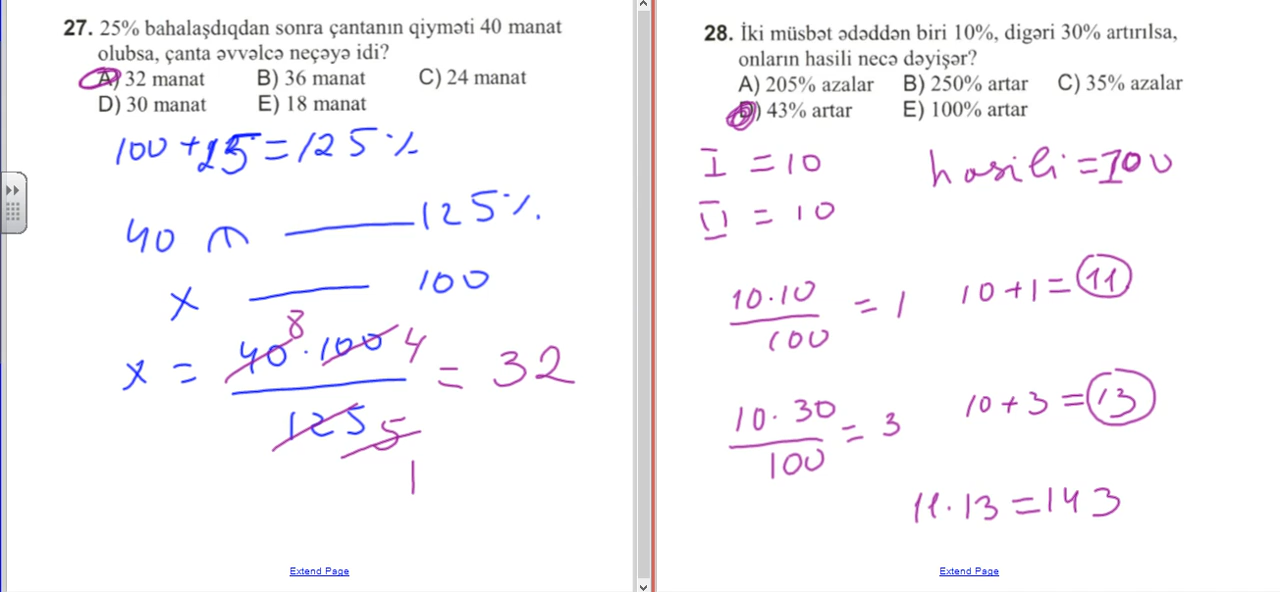 27. 25% bahalaşdıqdan sonra çantanın qiyməti 40 manat
olubsa, çanta əvvəlcə neçəyə idi?
A) 32 manat B) 36 manat C) 24 manat
D) 30 manat E) 18 manat
100 + 25 = 125 %
40 m —— 125 %
x —— 100
8
x = 40 · 100 4 = 32
125 5
1
Extend Page
28. İki müsbət ədəddən biri 10%, digəri 30% artırılsa,
onların hasili necə dəyişər?
A) 205% azalar B) 250% artar C) 35% azalar
D) 43% artar E) 100% artar
I = 10 hasili = 100
II = 10
10 · 10 / 100 = 1 10 + 1 = 11
10 · 30 / 100 = 3 10 + 3 = 13
11 · 13 = 143
Extend Page